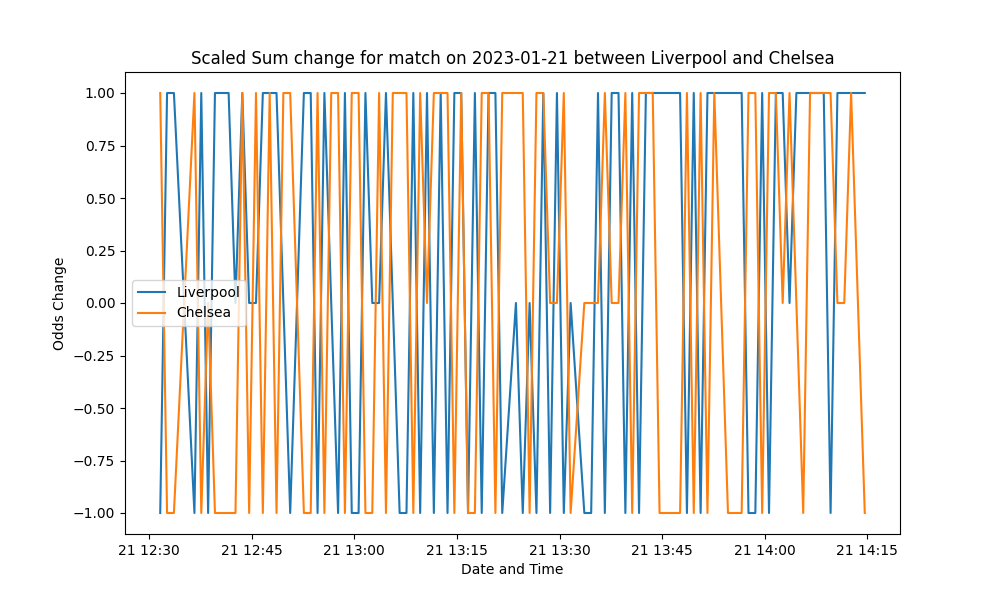 Scaled Sum change for match on 2023-01-21 between Liverpool and Chelsea
1.00
0.75
0.50
0.25
0.00
−0.25
−0.50
−0.75
−1.00
Odds Change
Liverpool
Chelsea
21 12:30 21 12:45 21 13:00 21 13:15 21 13:30 21 13:45 21 14:00 21 14:15
Date and Time